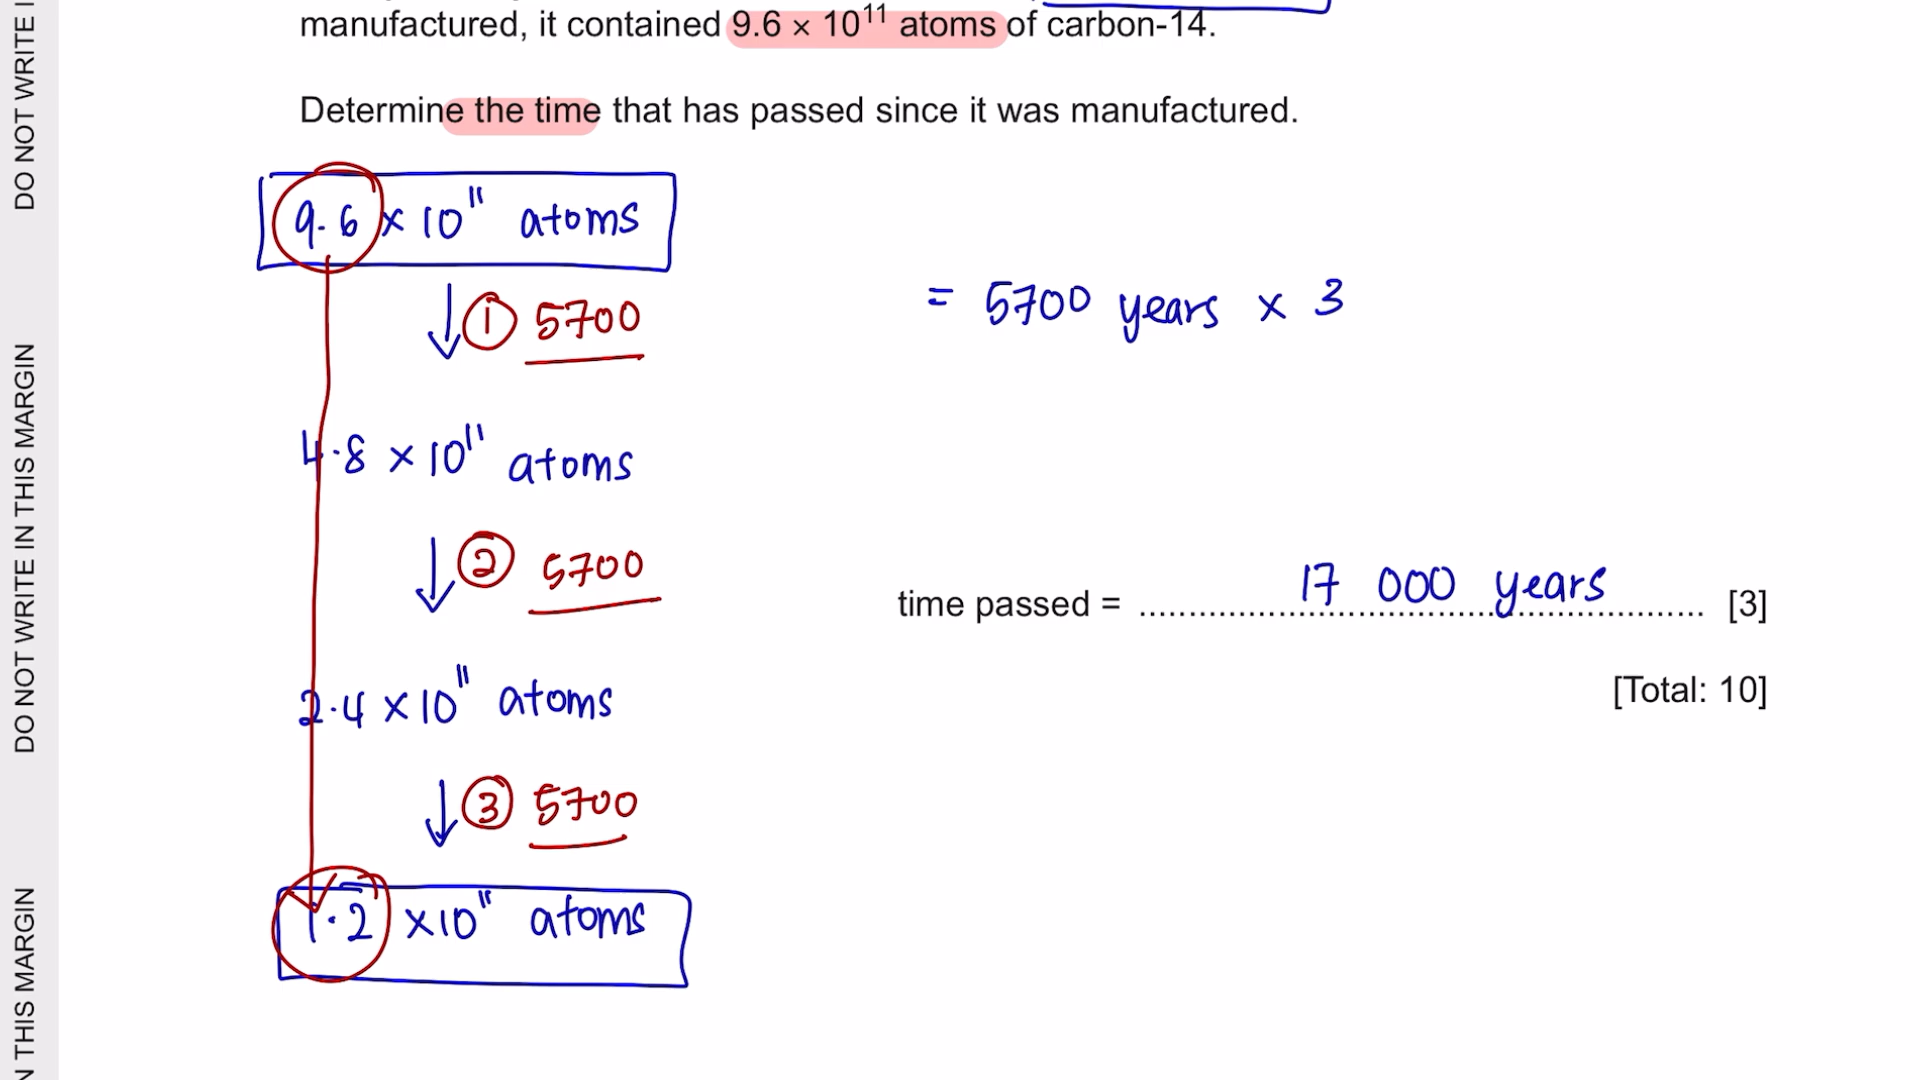 manufactured, it contained 9.6 × 10¹¹ atoms of carbon-14.
Determine the time that has passed since it was manufactured.
9.6 × 10¹¹ atoms
① 5700
= 5700 years × 3
4.8 × 10¹¹ atoms
② 5700
time passed = 17 000 years [3]
2.4 × 10¹¹ atoms
[Total: 10]
③ 5700
1.2 × 10¹¹ atoms
DO NOT WRITE I
DO NOT WRITE IN THIS MARGIN
N THIS MARGIN